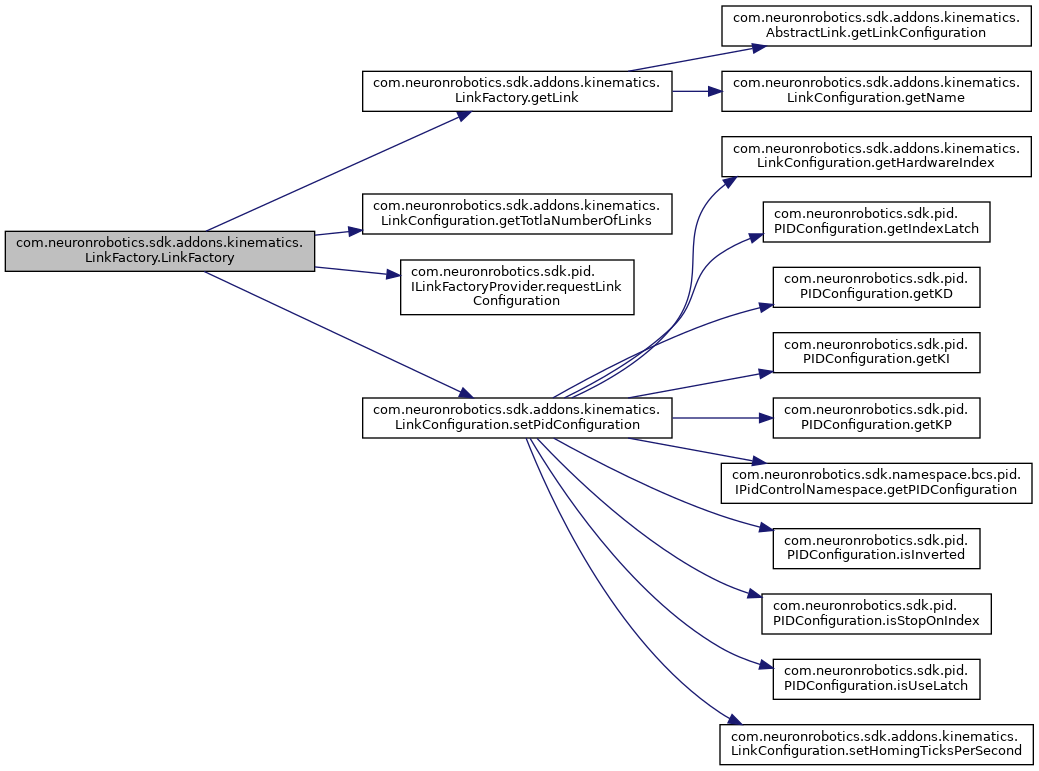 com.neuronrobotics.sdk.addons.kinematics.
LinkFactory.LinkFactory
com.neuronrobotics.sdk.addons.kinematics.
LinkFactory.getLink
com.neuronrobotics.sdk.addons.kinematics.
LinkConfiguration.getTotlaNumberOfLinks
com.neuronrobotics.sdk.pid.
ILinkFactoryProvider.requestLink
Configuration
com.neuronrobotics.sdk.addons.kinematics.
LinkConfiguration.setPidConfiguration
com.neuronrobotics.sdk.addons.kinematics.
AbstractLink.getLinkConfiguration
com.neuronrobotics.sdk.addons.kinematics.
LinkConfiguration.getName
com.neuronrobotics.sdk.addons.kinematics.
LinkConfiguration.getHardwareIndex
com.neuronrobotics.sdk.pid.
PIDConfiguration.getIndexLatch
com.neuronrobotics.sdk.pid.
PIDConfiguration.getKD
com.neuronrobotics.sdk.pid.
PIDConfiguration.getKI
com.neuronrobotics.sdk.pid.
PIDConfiguration.getKP
com.neuronrobotics.sdk.namespace.bcs.pid.
IPidControlNamespace.getPIDConfiguration
com.neuronrobotics.sdk.pid.
PIDConfiguration.isInverted
com.neuronrobotics.sdk.pid.
PIDConfiguration.isStopOnIndex
com.neuronrobotics.sdk.pid.
PIDConfiguration.isUseLatch
com.neuronrobotics.sdk.addons.kinematics.
LinkConfiguration.setHomingTicksPerSecond